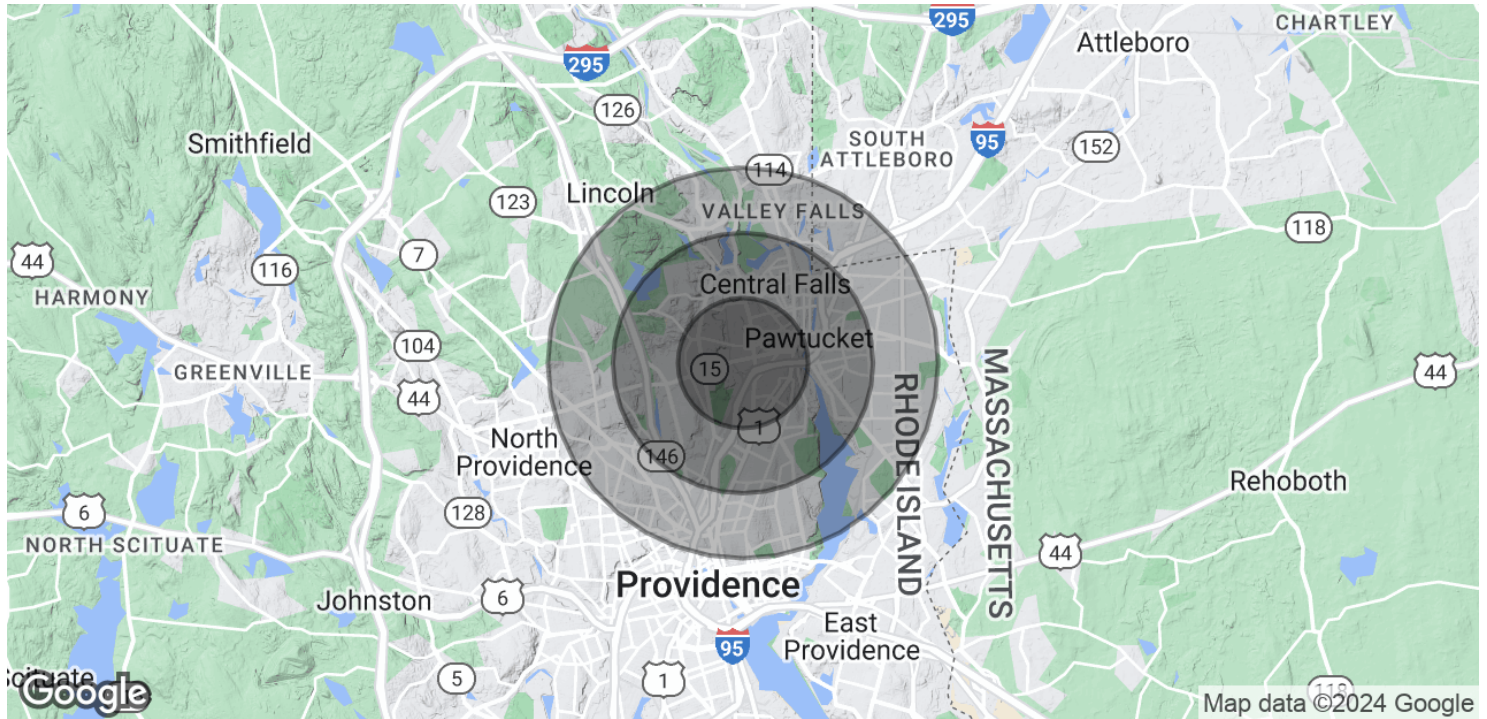 295
CHARTLEY
Attleboro
295
126
95
152
Smithfield
SOUTH
ATTLEBORO
114
Lincoln
123
VALLEY FALLS
118
7
44
116
Central Falls
HARMONY
Pawtucket
104
15
GREENVILLE
44
44
RHODE ISLAND
MASSACHUSETTS
1
North
Providence
146
Rehoboth
6
128
NORTH SCITUATE
44
Providence
Johnston
6
East
Providence
95
5
1
118
Scituate
Google
Map data ©2024 Google